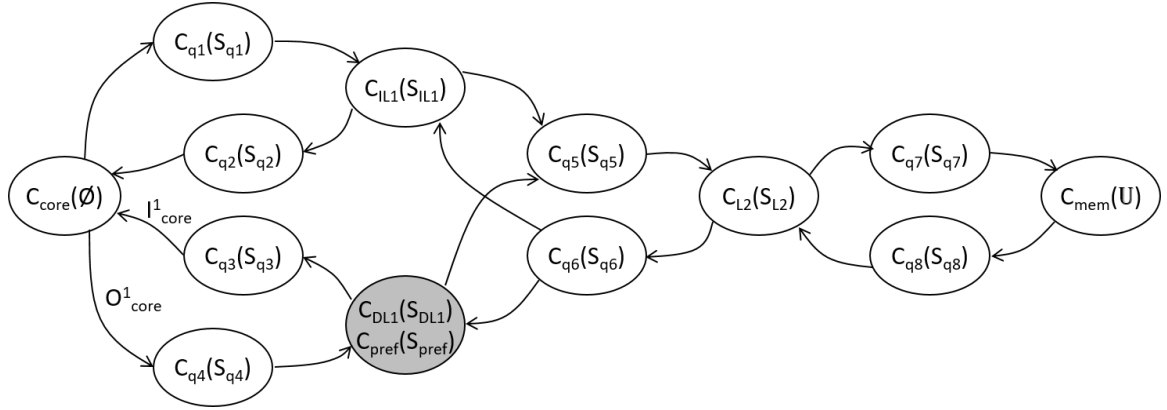 C_q1(S_q1)
C_IL1(S_IL1)
C_q2(S_q2)
C_q5(S_q5)
C_q7(S_q7)
C_core(Ø)
I^1_core
C_L2(S_L2)
C_mem(𝕌)
C_q3(S_q3)
C_q6(S_q6)
C_q8(S_q8)
O^1_core
C_DL1(S_DL1)
C_pref(S_pref)
C_q4(S_q4)